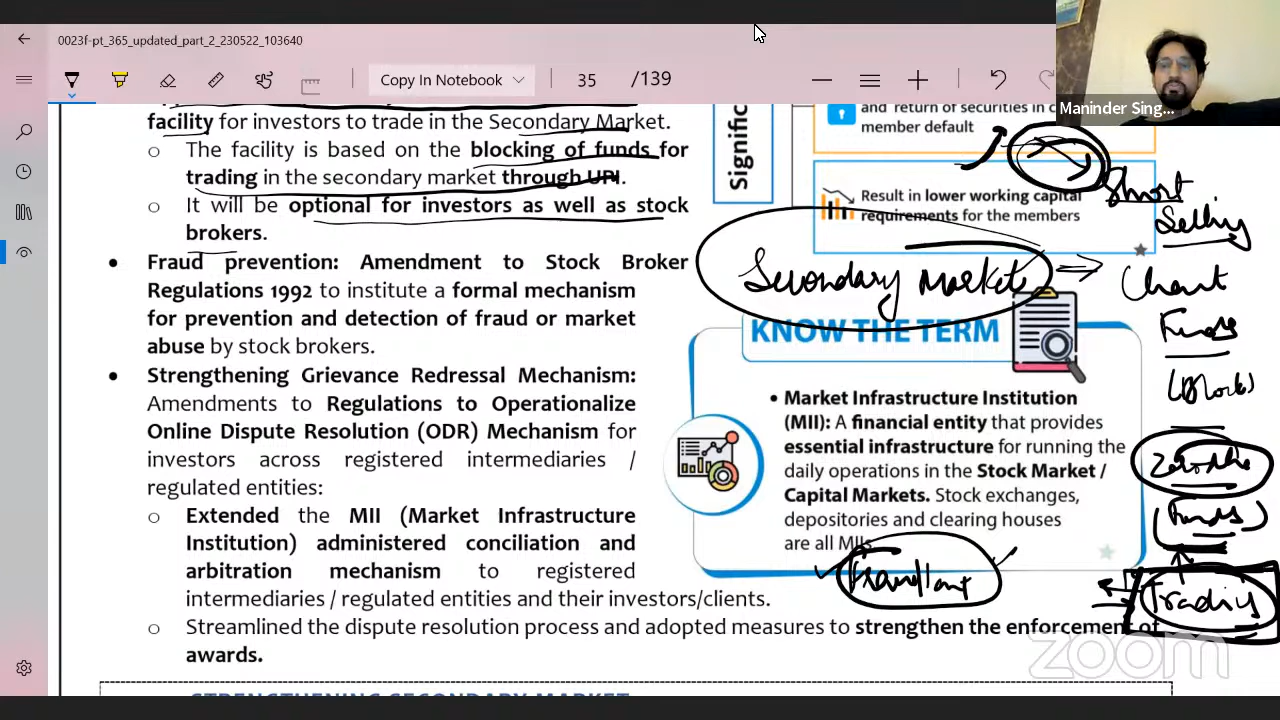 0023f-pt_365_updated_part_2_230522_103640
Copy In Notebook
35 /139
Maninder Sing...
facility for investors to trade in the Secondary Market.
o The facility is based on the blocking of funds for
trading in the secondary market through UPI.
o It will be optional for investors as well as stock
brokers.
• Fraud prevention: Amendment to Stock Broker
Regulations 1992 to institute a formal mechanism
for prevention and detection of fraud or market
abuse by stock brokers.
• Strengthening Grievance Redressal Mechanism:
Amendments to Regulations to Operationalize
Online Dispute Resolution (ODR) Mechanism for
investors across registered intermediaries /
regulated entities:
o Extended the MII (Market Infrastructure
Institution) administered conciliation and
arbitration mechanism to registered
intermediaries / regulated entities and their investors/clients.
o Streamlined the dispute resolution process and adopted measures to strengthen the enforcement of
awards.
Signific
and return of securities in c
member default
Result in lower working capital
requirements for the members
Short
Selling
Secondary market
Funds
KNOW THE TERM
• Market Infrastructure Institution
(MII): A financial entity that provides
essential infrastructure for running the
daily operations in the Stock Market /
Capital Markets. Stock exchanges,
depositories and clearing houses
are all MIIs
(Funds)
Trading
zoom
STRENGTHENING SECONDARY MARKET